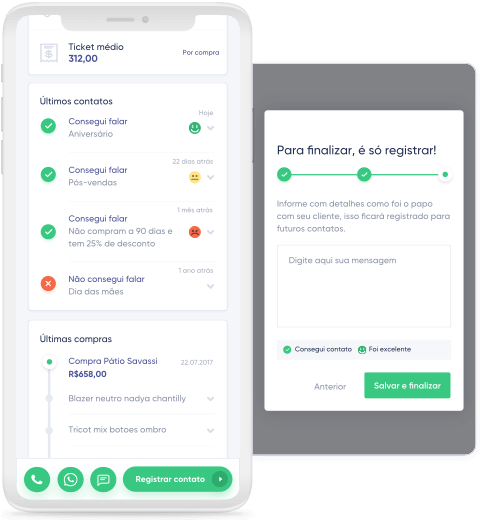 Ticket médio
312,00
Por compra
Últimos contatos
Hoje
Consegui falar
Aniversário
22 dias atrás
Consegui falar
Pós-vendas
1 mês atrás
Consegui falar
Não compram a 90 dias e
tem 25% de desconto
1 ano atrás
Não consegui falar
Dia das mães
Últimas compras
Compra Pátio Savassi
22.07.2017
R$658,00
Blazer neutro nadya chantilly
Tricot mix botoes ombro
Registrar contato
Para finalizar, é só registrar!
Informe com detalhes como foi o papo
com seu cliente, isso ficará registrado para
futuros contatos.
Digite aqui sua mensagem
Consegui contato
Foi excelente
Anterior
Salvar e finalizar